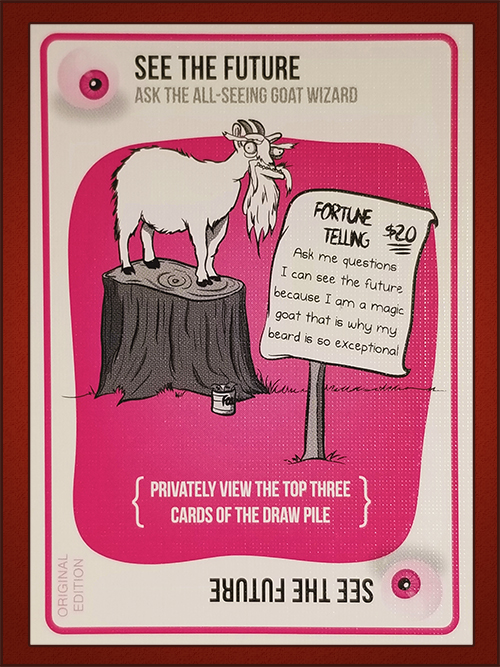 SEE THE FUTURE
ASK THE ALL-SEEING GOAT WIZARD
FORTUNE
TELLING $20
Ask me questions
I can see the future
because I am a magic
goat that is why my
beard is so exceptional
PRIVATELY VIEW THE TOP THREE
CARDS OF THE DRAW PILE
ORIGINAL
EDITION
SEE THE FUTURE